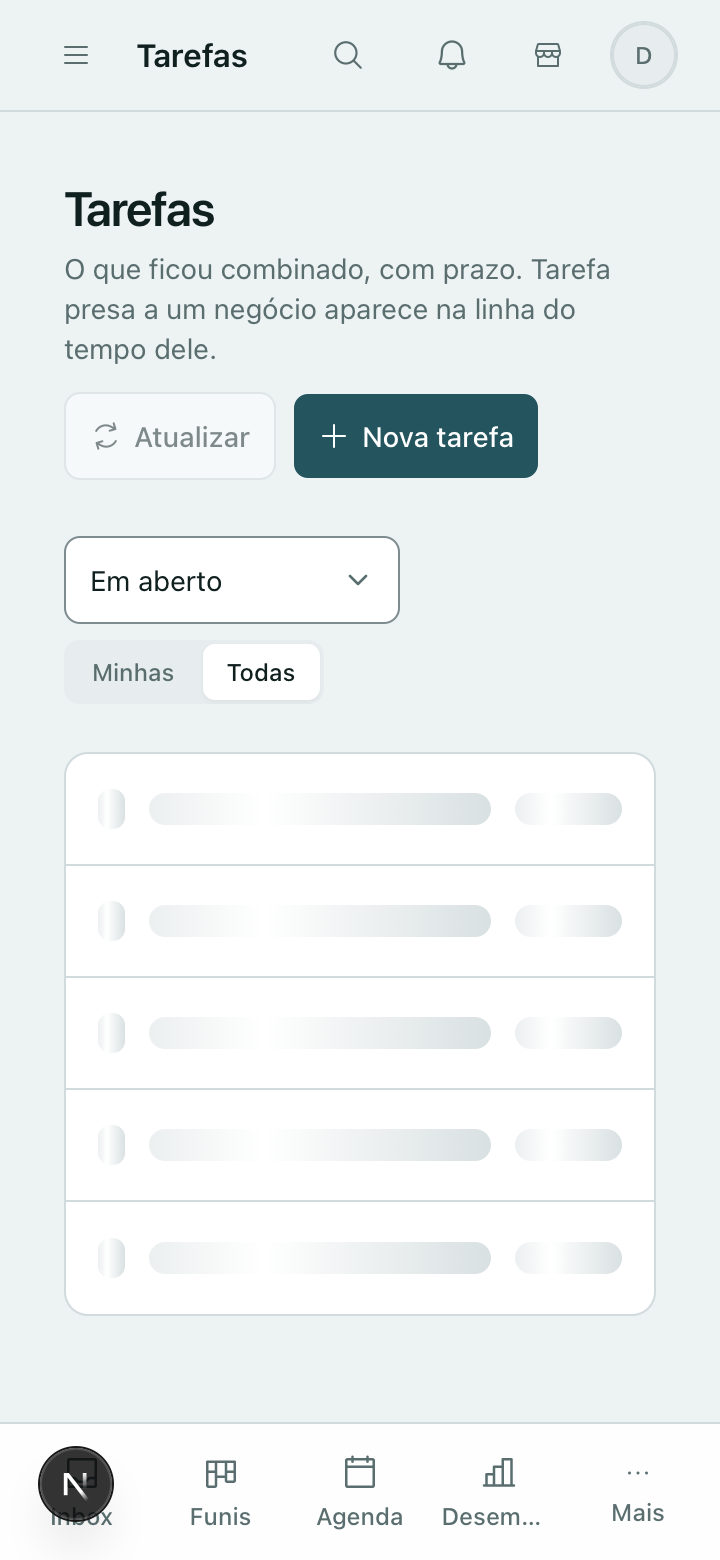 Tarefas
D
Tarefas
O que ficou combinado, com prazo. Tarefa
presa a um negócio aparece na linha do
tempo dele.
Atualizar
Nova tarefa
Em aberto
Minhas
Todas
N
Inbox
Funis
Agenda
Desem...
Mais